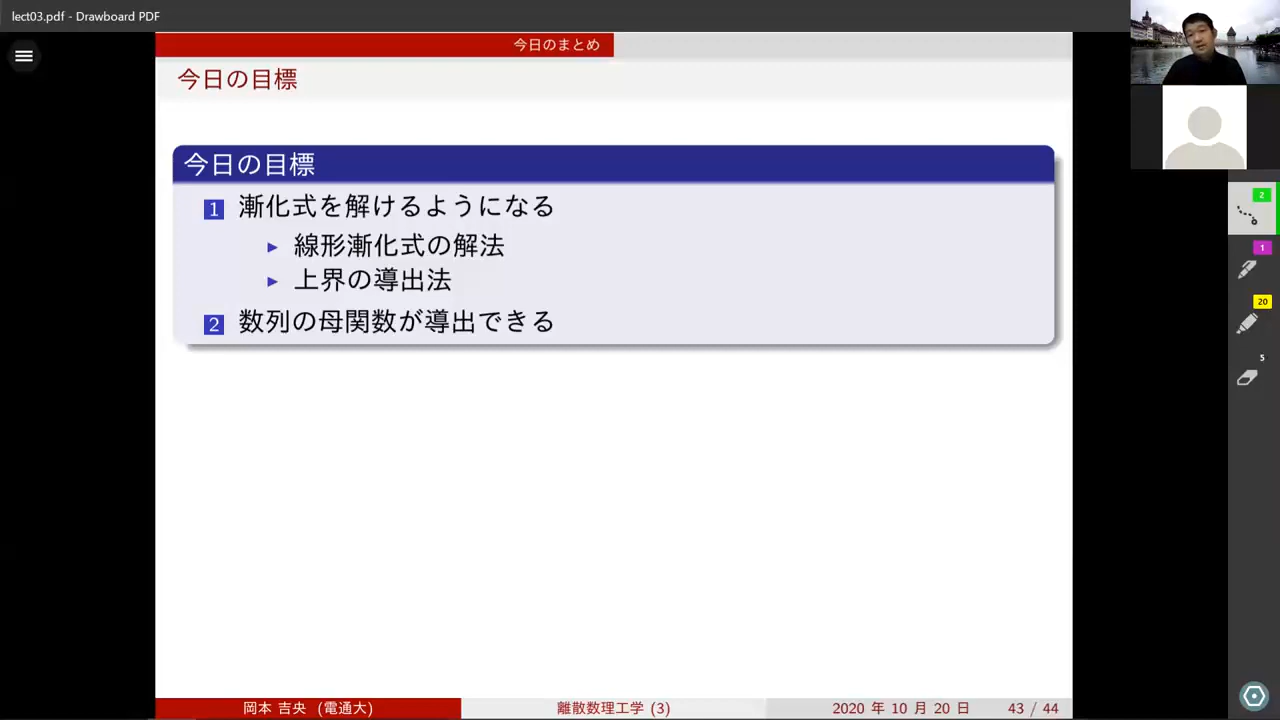 lect03.pdf - Drawboard PDF
今日のまとめ
今日の目標
今日の目標
1 漸化式を解けるようになる
▶ 線形漸化式の解法
▶ 上界の導出法
2 数列の母関数が導出できる
2
1
20
5
岡本 吉央 (電通大) 離散数理工学 (3) 2020 年 10 月 20 日 43 / 44